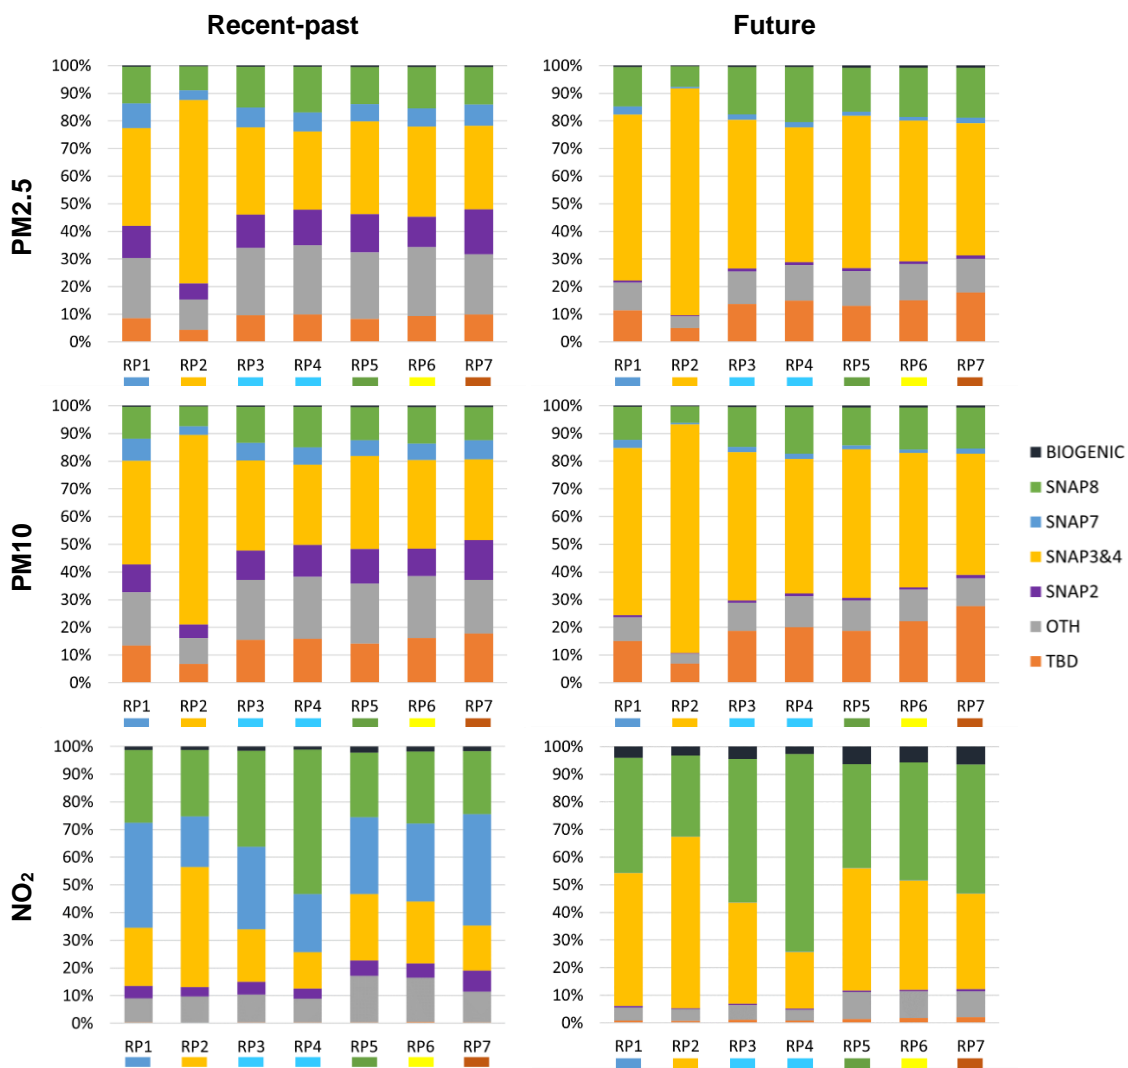 Recent-past Future
PM2.5
100% 100%
90% 90%
80% 80%
70% 70%
60% 60%
50% 50%
40% 40%
30% 30%
20% 20%
10% 10%
0% 0%
RP1 RP2 RP3 RP4 RP5 RP6 RP7 RP1 RP2 RP3 RP4 RP5 RP6 RP7
PM10
100% 100%
90% 90%
80% 80%
70% 70%
60% 60%
50% 50%
40% 40%
30% 30%
20% 20%
10% 10%
0% 0%
RP1 RP2 RP3 RP4 RP5 RP6 RP7 RP1 RP2 RP3 RP4 RP5 RP6 RP7
BIOGENIC
SNAP8
SNAP7
SNAP3&4
SNAP2
OTH
TBD
NO₂
100% 100%
90% 90%
80% 80%
70% 70%
60% 60%
50% 50%
40% 40%
30% 30%
20% 20%
10% 10%
0% 0%
RP1 RP2 RP3 RP4 RP5 RP6 RP7 RP1 RP2 RP3 RP4 RP5 RP6 RP7